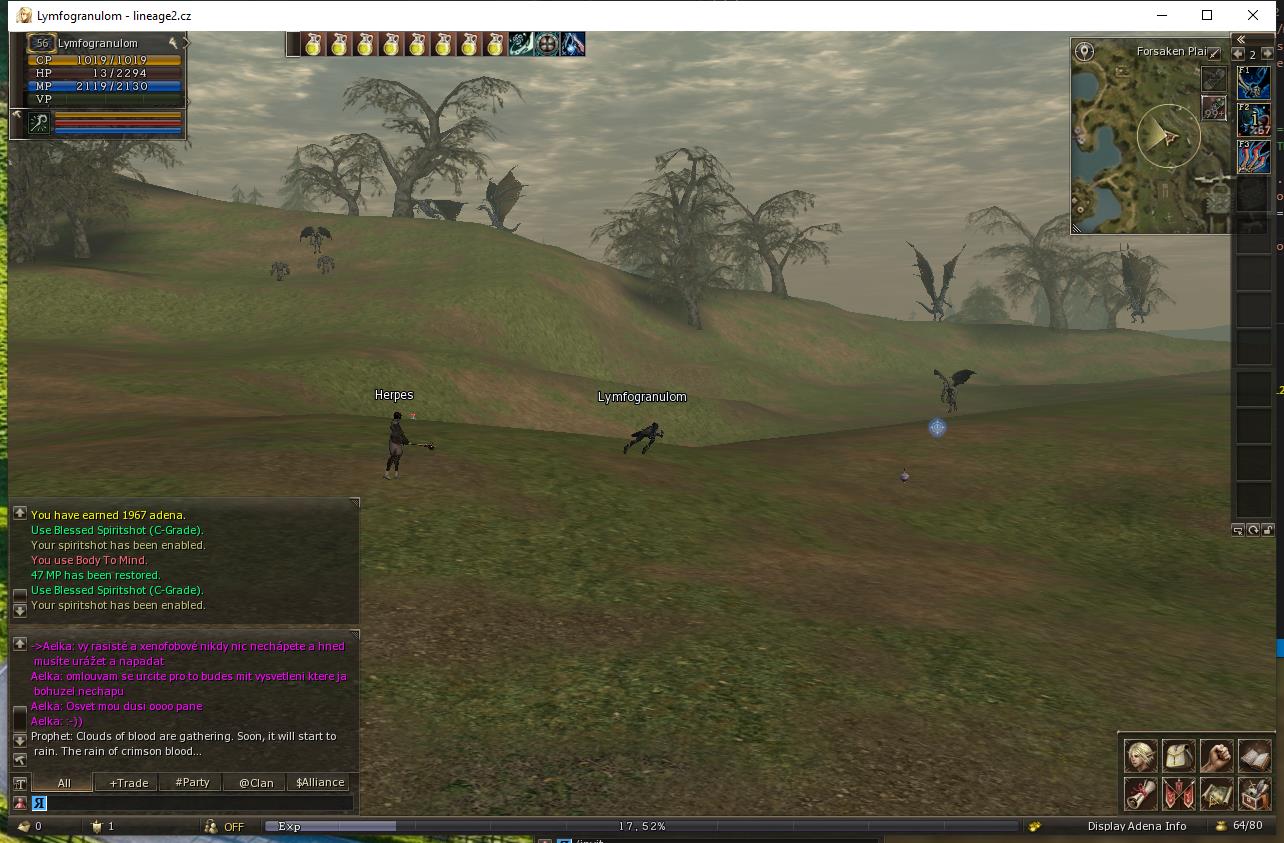 Lymfogranulom - lineage2.cz
56 Lymfogranulom
CP 1019/1019
HP 13/2294
MP 2119/2130
VP
Forsaken Plai
2
F1
F2
F3
99+
Herpes
Lymfogranulom
You have earned 1967 adena.
Use Blessed Spiritshot (C-Grade).
Your spiritshot has been enabled.
You use Body To Mind.
47 MP has been restored.
Use Blessed Spiritshot (C-Grade).
Your spiritshot has been enabled.
->Aelka: vy rasisté a xenofobové nikdy nic nechápete a hned
musíte urážet a napadat
Aelka: omlouvam se urcite pro to budes mit vysvetleni ktere ja
bohuzel nechapu
Aelka: Osvet mou dusi oooo pane
Aelka: :-))
Prophet: Clouds of blood are gathering. Soon, it will start to
rain. The rain of crimson blood...
All +Trade #Party @Clan $Alliance
0 1 OFF Exp 17,52% Display Adena Info 64/80